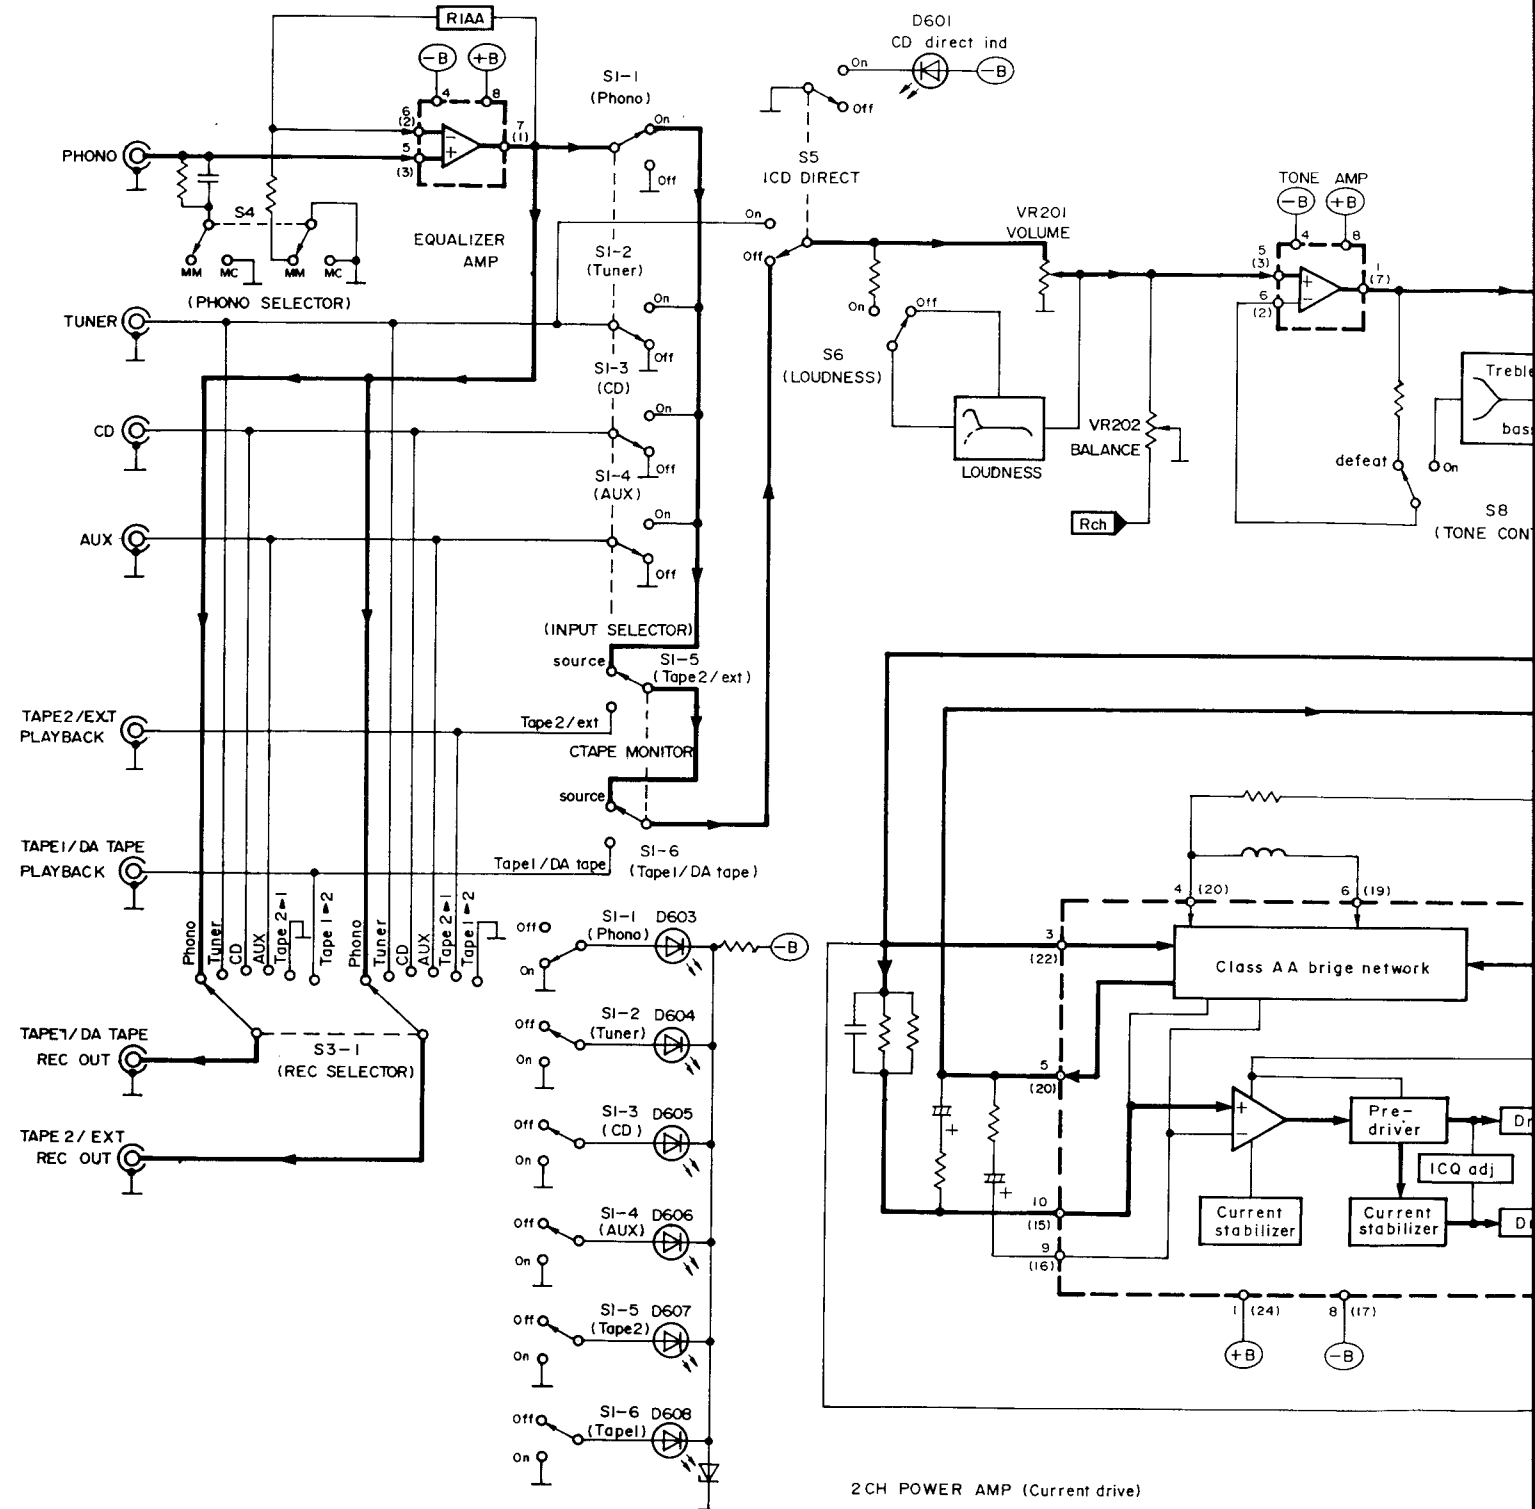 RIAA
D601
CD direct ind
−B
+B
−B
S1-1
(Phono)
On
Off
4
8
6
(2)
7
(1)
On
5
(3)
Off
PHONO
S5
(CD DIRECT
TONE AMP
−B
+B
S4
On
VR201
VOLUME
EQUALIZER
AMP
S1-2
(Tuner)
Off
4
8
5
(3)
1
(7)
6
(2)
MM
MC
MM
MC
(PHONO SELECTOR)
On
On
Off
TUNER
Off
S6
(LOUDNESS)
S1-3
(CD)
Treble
On
CD
VR202
BALANCE
bass
Off
LOUDNESS
defeat
On
S1-4
(AUX)
On
Rch
S8
(TONE CON
AUX
Off
(INPUT SELECTOR)
source
S1-5
(Tape2/ext)
TAPE2/EXT
PLAYBACK
Tape2/ext
CTAPE MONITOR
source
TAPE1/DA TAPE
PLAYBACK
Tape1/DA tape
S1-6
(Tape1/DA tape)
4
(20)
6
(19)
Phono
Tuner
CD
AUX
Tape 2▸1
Tape 1▸2
Phono
Tuner
CD
AUX
Tape 2▸1
Tape 1▸2
Off
S1-1
D603
(Phono)
−B
On
3
(22)
Class AA brige network
S1-2
D604
(Tuner)
Off
On
TAPE1/DA TAPE
REC OUT
S3-1
(REC SELECTOR)
5
(20)
S1-3
D605
(CD)
Off
On
+
+
−
Pre-
driver
Dr
TAPE 2/ EXT
REC OUT
+
ICQ adj
10
(15)
S1-4
D606
(AUX)
Off
On
Current
stabilizer
Current
stabilizer
Dr
9
(16)
S1-5
D607
(Tape2)
Off
On
1
(24)
8
(17)
+B
−B
S1-6
D608
(Tape1)
Off
On
2CH POWER AMP (Current drive)